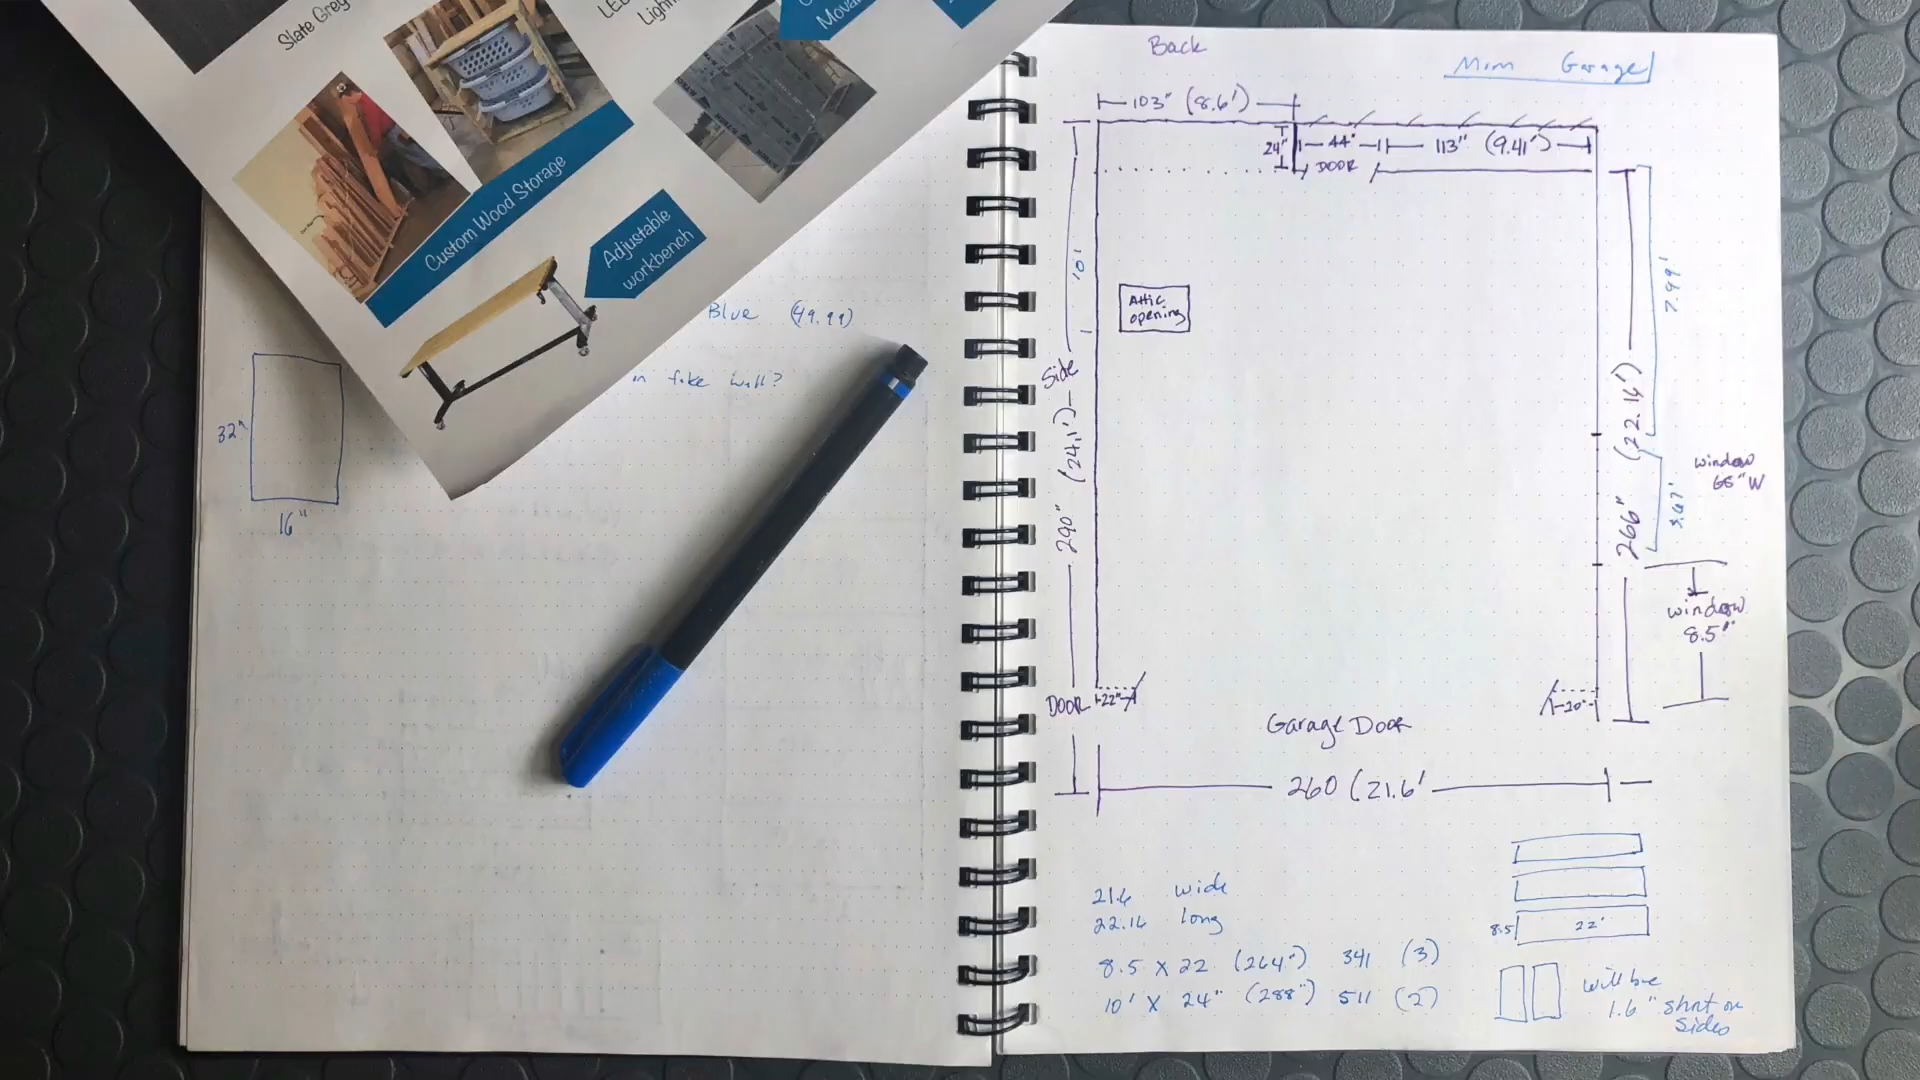 Slate Grey
Custom Wood Storage
Adjustable
workbench
Blue (49.99)
fake wall?
32"
16"
Back
Mom Garage
103" (8.6')
24"
44"
113" (9.41')
DOOR
10'
Attic
opening
Side
290" (24.1')
7.99'
266" (22.16')
window
65" W
3.67'
window
8.5"
DOOR
22"
20"
Garage Door
260 (21.6'
21.6 wide
22.16 long
8.5 x 22 (264") 341 (3)
10' x 24" (288") 511 (2)
8.5
22'
will be
1.6" short on
sides